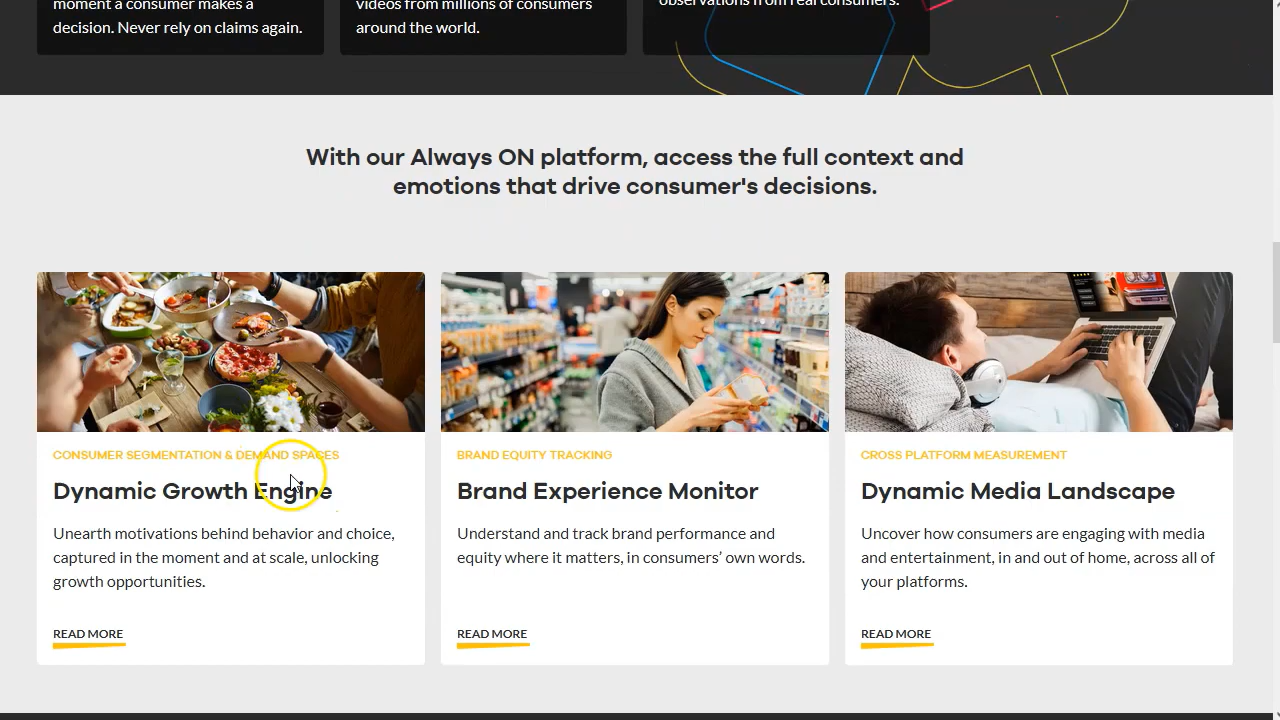 moment a consumer makes a
decision. Never rely on claims again.
videos from millions of consumers
around the world.
observations from real consumers.
With our Always ON platform, access the full context and
emotions that drive consumer's decisions.
CONSUMER SEGMENTATION & DEMAND SPACES
Dynamic Growth Engine
Unearth motivations behind behavior and choice,
captured in the moment and at scale, unlocking
growth opportunities.
READ MORE
BRAND EQUITY TRACKING
Brand Experience Monitor
Understand and track brand performance and
equity where it matters, in consumers’ own words.
READ MORE
CROSS PLATFORM MEASUREMENT
Dynamic Media Landscape
Uncover how consumers are engaging with media
and entertainment, in and out of home, across all of
your platforms.
READ MORE